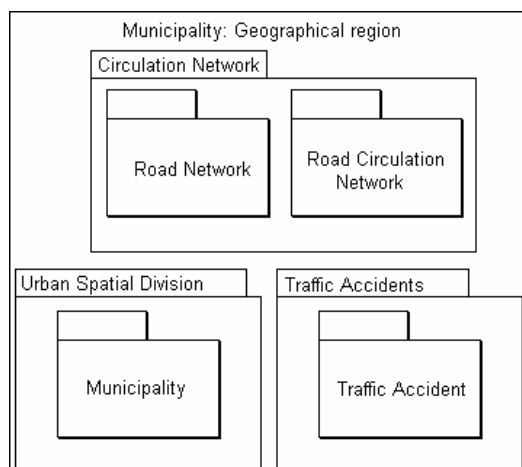 Municipality: Geographical region
Circulation Network
Road Network
Road Circulation
Network
Urban Spatial Division
Municipality
Traffic Accidents
Traffic Accident